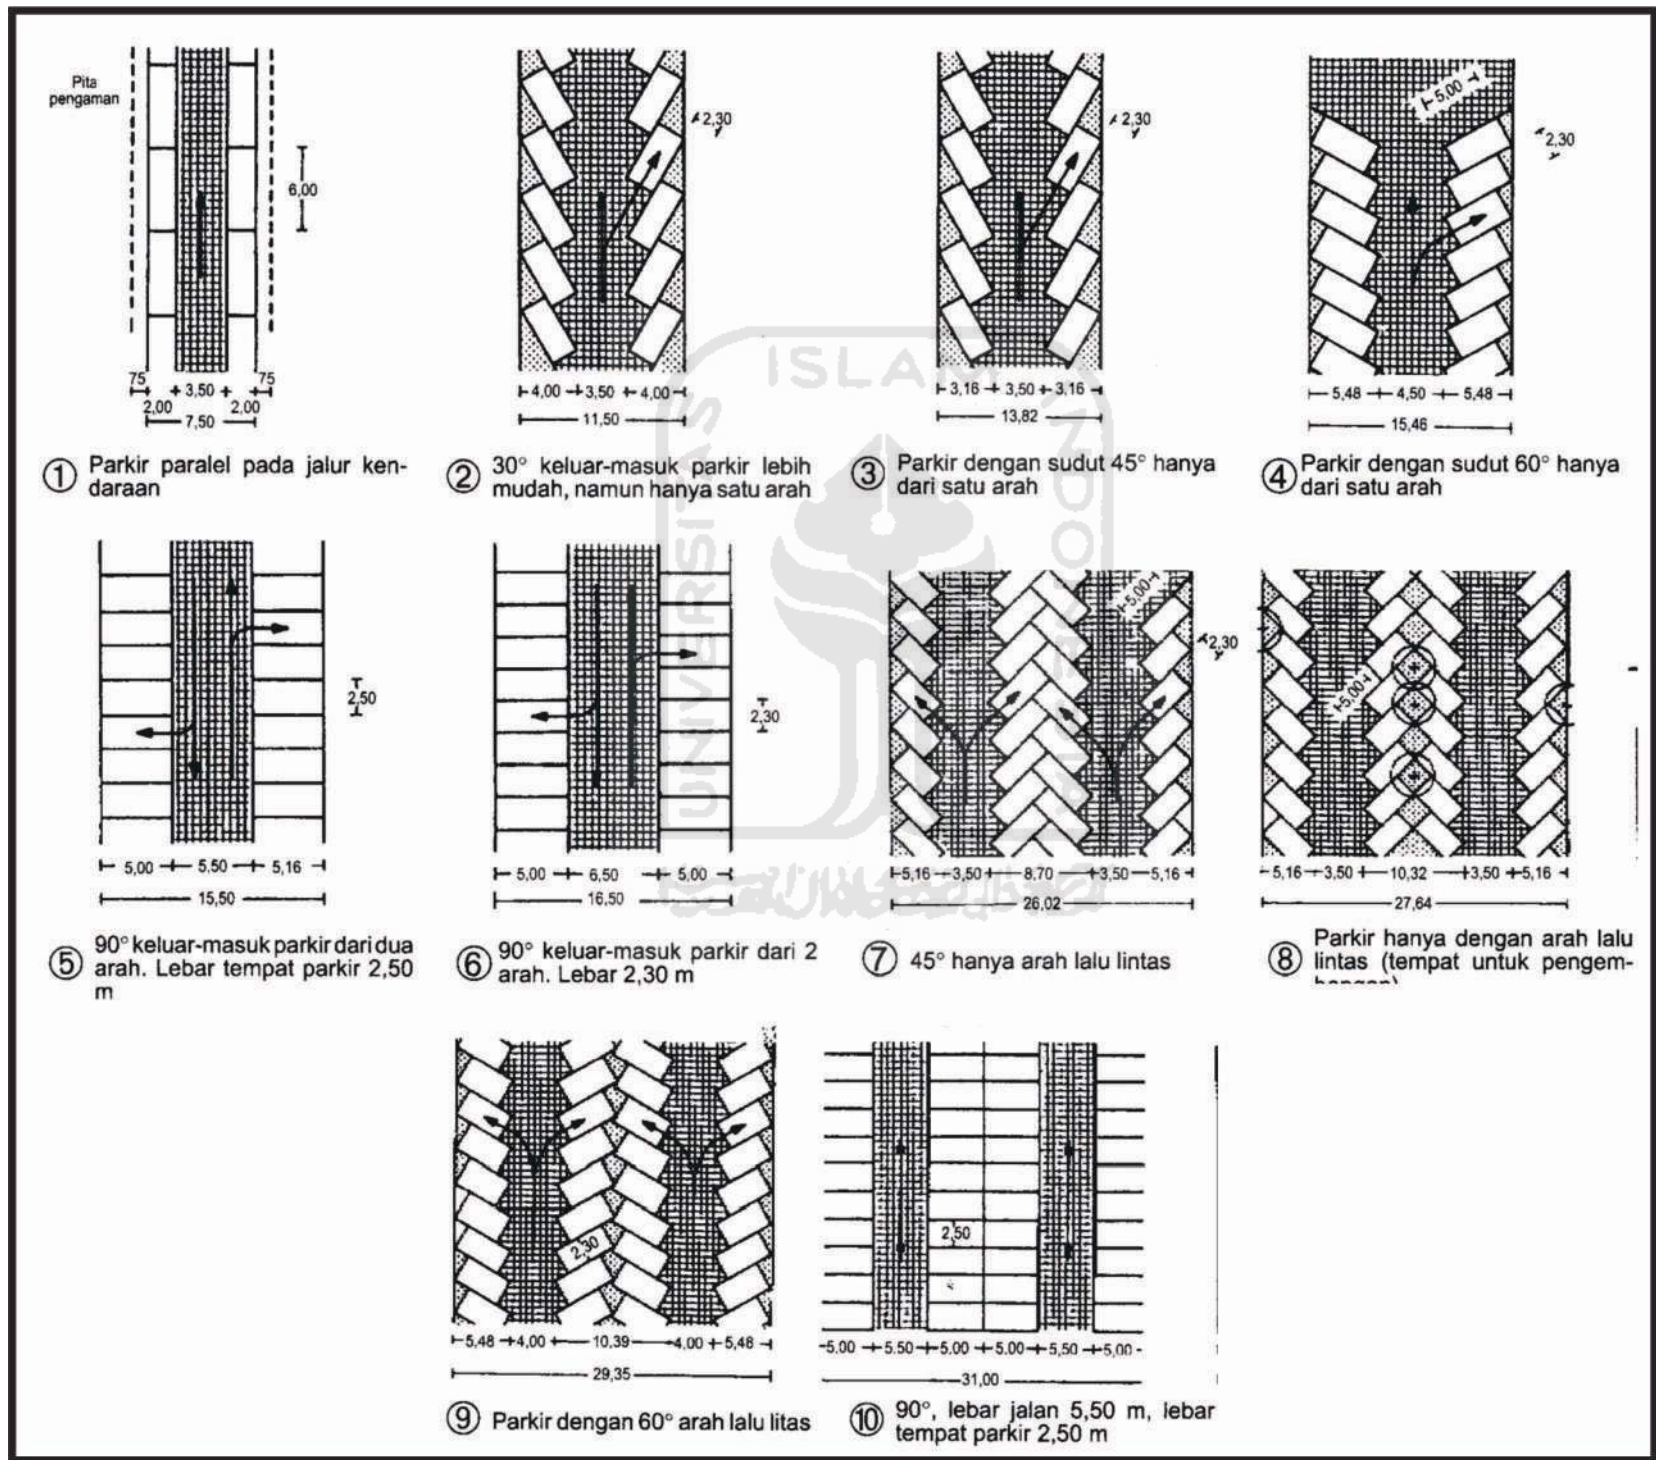 Pita
pengaman
6,00
75 3,50 75
2,00 2,00
7,50
① Parkir paralel pada jalur ken-
daraan
2,30
4,00 3,50 4,00
11,50
② 30° keluar-masuk parkir lebih
mudah, namun hanya satu arah
2,30
3,16 3,50 3,16
13,82
③ Parkir dengan sudut 45° hanya
dari satu arah
5,00
2,30
5,48 4,50 5,48
15,46
④ Parkir dengan sudut 60° hanya
dari satu arah
2,50
5,00 5,50 5,16
15,50
⑤ 90° keluar-masuk parkir dari dua
arah. Lebar tempat parkir 2,50
m
2,30
5,00 6,50 5,00
16,50
⑥ 90° keluar-masuk parkir dari 2
arah. Lebar 2,30 m
5,00
2,30
5,16 3,50 8,70 3,50 5,16
26,02
⑦ 45° hanya arah lalu lintas
5,00
5,16 3,50 10,32 3,50 5,16
27,64
⑧ Parkir hanya dengan arah lalu
lintas (tempat untuk pengem-
2,30
5,48 4,00 10,39 4,00 5,48
29,35
⑨ Parkir dengan 60° arah lalu litas
2,50
5.00 5.50 5.00 5.00 5,50 5,00
31,00
⑩ 90°, lebar jalan 5,50 m, lebar
tempat parkir 2,50 m
UNIVERSITAS
ISLAM
INDONESIA